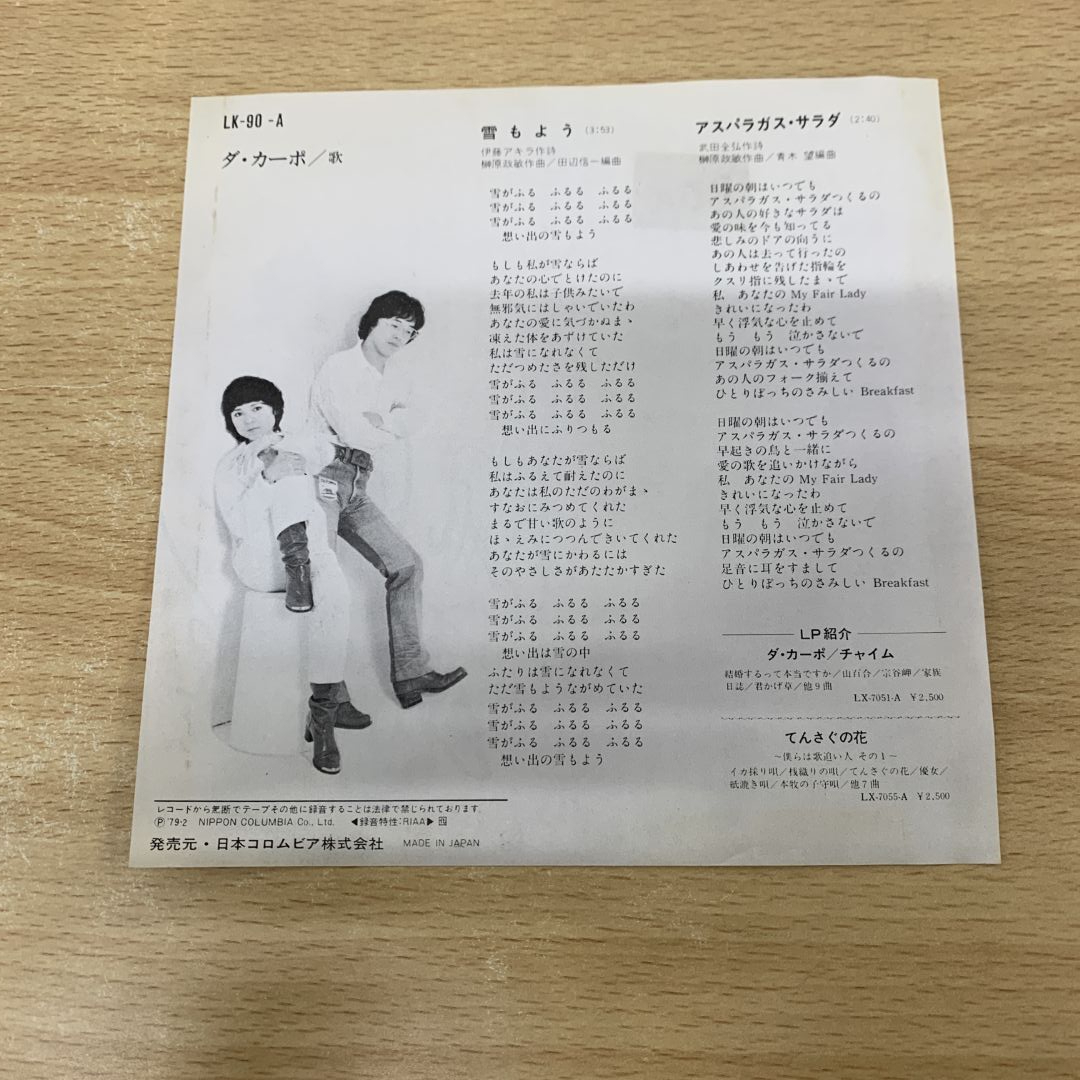 LK-90-A
ダ・カーポ／歌
雪もよう (3:53)
伊藤アキラ作詩
榊原政敏作曲／田辺信一編曲
雪がふる ふるる ふるる
雪がふる ふるる ふるる
雪がふる ふるる ふるる
想い出の雪もよう
もしも私が雪ならば
あなたの心でとけたのに
去年の私は子供みたいで
無邪気にはしゃいでいたわ
あなたの愛に気づかぬまゝ
凍えた体をあずけていた
私は雪になれなくて
ただつめたさを残しただけ
雪がふる ふるる ふるる
雪がふる ふるる ふるる
雪がふる ふるる ふるる
想い出にふりつもる
もしもあなたが雪ならば
私はふるえて耐えたのに
あなたは私のただのわがまゝ
すなおにみつめてくれた
まるで甘い歌のように
ほゝえみにつつんできいてくれた
あなたが雪にかわるには
そのやさしさがあたたかすぎた
雪がふる ふるる ふるる
雪がふる ふるる ふるる
雪がふる ふるる ふるる
想い出は雪の中
ふたりは雪になれなくて
ただ雪もようながめていた
雪がふる ふるる ふるる
雪がふる ふるる ふるる
雪がふる ふるる ふるる
想い出の雪もよう
アスパラガス・サラダ (2:40)
武田全弘作詩
榊原政敏作曲／青木 望編曲
日曜の朝はいつでも
アスパラガス・サラダつくるの
あの人の好きなサラダは
愛の味を今も知ってる
悲しみのドアの向うに
あの人は去って行ったの
しあわせを告げた指輪を
クスリ指に残したまゝで
私 あなたの My Fair Lady
きれいになったわ
早く浮気な心を止めて
もう もう 泣かさないで
日曜の朝はいつでも
アスパラガス・サラダつくるの
あの人のフォーク揃えて
ひとりぼっちのさみしい Breakfast
日曜の朝はいつでも
アスパラガス・サラダつくるの
早起きの鳥と一緒に
愛の歌を追いかけながら
私 あなたの My Fair Lady
きれいになったわ
早く浮気な心を止めて
もう もう 泣かさないで
日曜の朝はいつでも
アスパラガス・サラダつくるの
足音に耳をすまして
ひとりぼっちのさみしい Breakfast
LP紹介
ダ・カーポ／チャイム
結婚するって本当ですか／山百合／宗谷岬／家族
日誌／君かげ草／他9曲
LX-7051-A ¥2,500
てんさぐの花
～僕らは歌追い人 その1～
イカ採り唄／桟織りの唄／てんさぐの花／優女／
紙漉き唄／本牧の子守唄／他7曲
LX-7055-A ¥2,500
レコードから無断でテープその他に録音することは法律で禁じられております。
Ⓟ'79・2 NIPPON COLUMBIA Co., Ltd. ◀録音特性：RIAA▶
発売元・日本コロムビア株式会社 MADE IN JAPAN